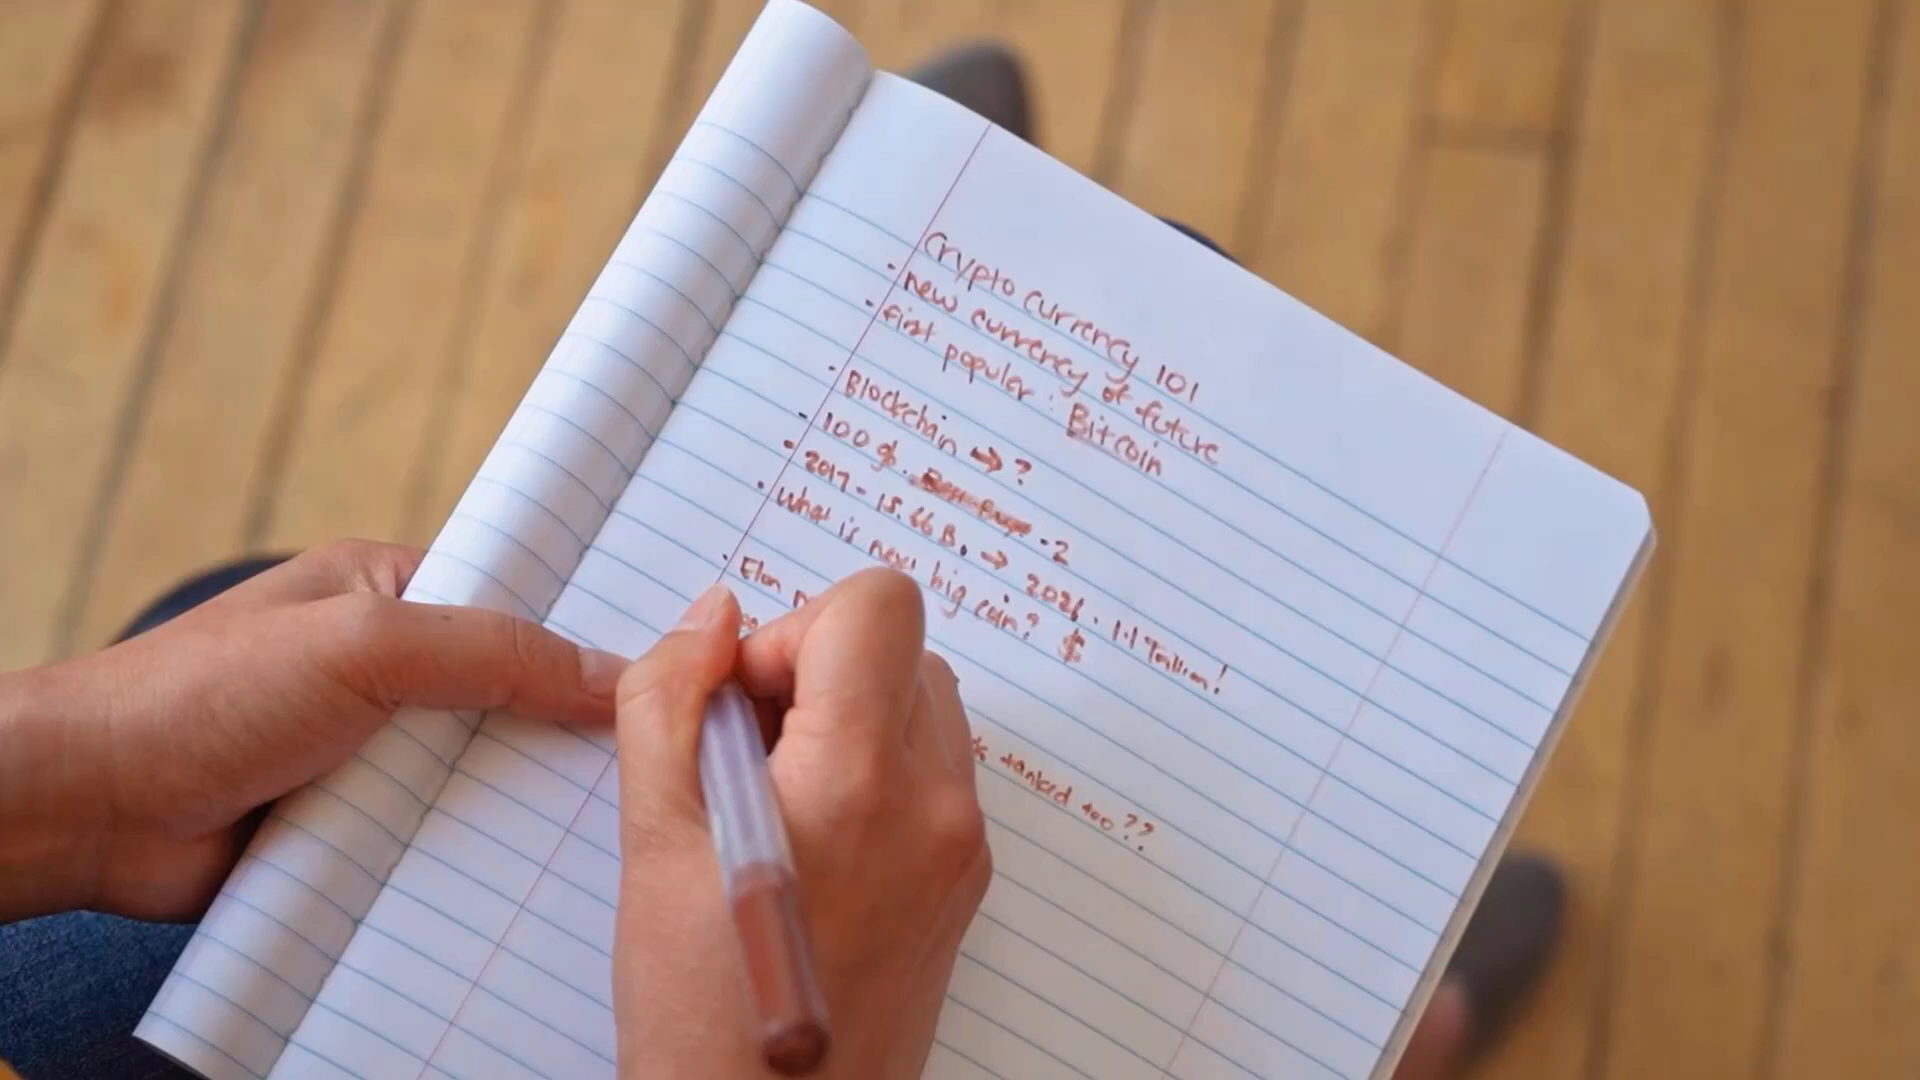 Crypto currency 101
- new currency of future
- first populer : Bitcoin
- Blockchain → ?
- 100 $. - 2
- 2017 - 15.66 B. → 2021 . 1.1 Trillion!
- What is next big coin? $
- Elon
tanked too ??